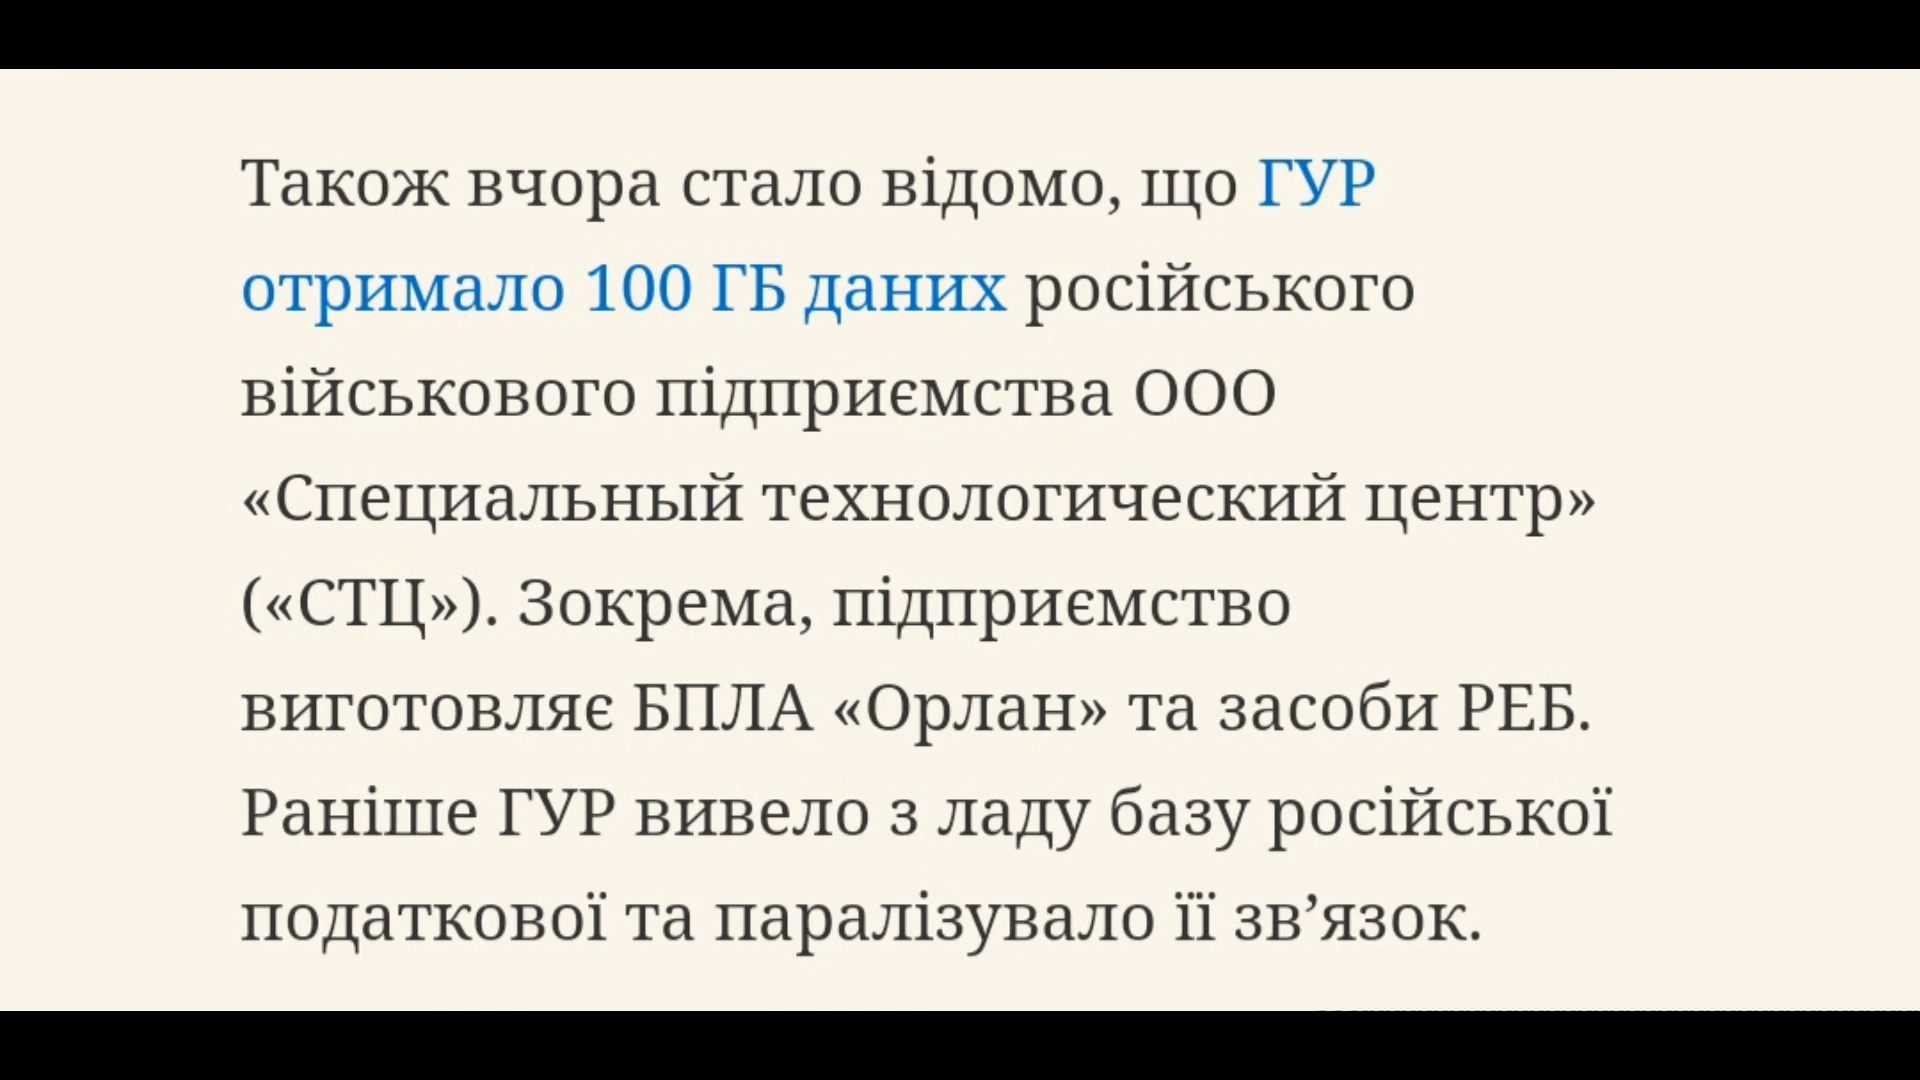 Також вчора стало відомо, що ГУР
отримало 100 ГБ даних російського
військового підприємства ООО
«Специальный технологический центр»
(«СТЦ»). Зокрема, підприємство
виготовляє БПЛА «Орлан» та засоби РЕБ.
Раніше ГУР вивело з ладу базу російської
податкової та паралізувало її зв’язок.